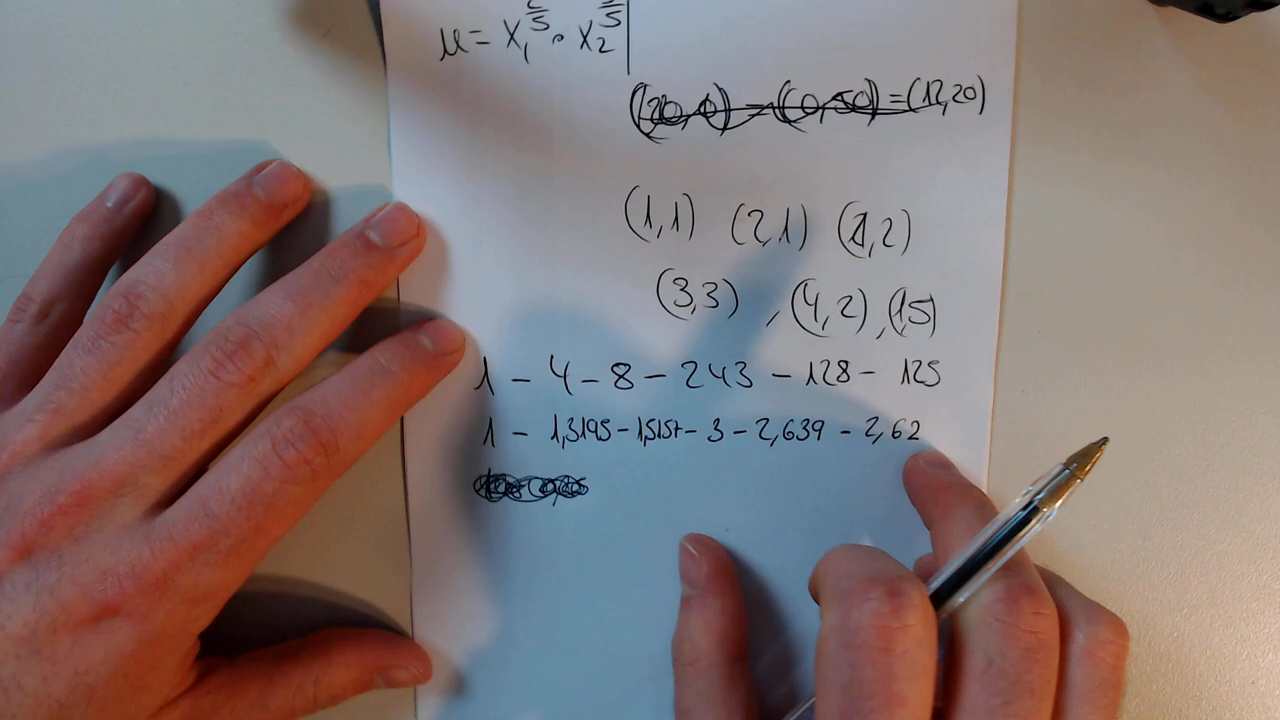 u = x₁^(2/5) · x₂^(3/5)
= (12,20)
(1,1) (2,1) (1,2)
(3,3) , (4,2) , (1,5)
1 - 4 - 8 - 243 - 128 - 125
1 - 1,3195 - 1,5157 - 3 - 2,639 - 2,62